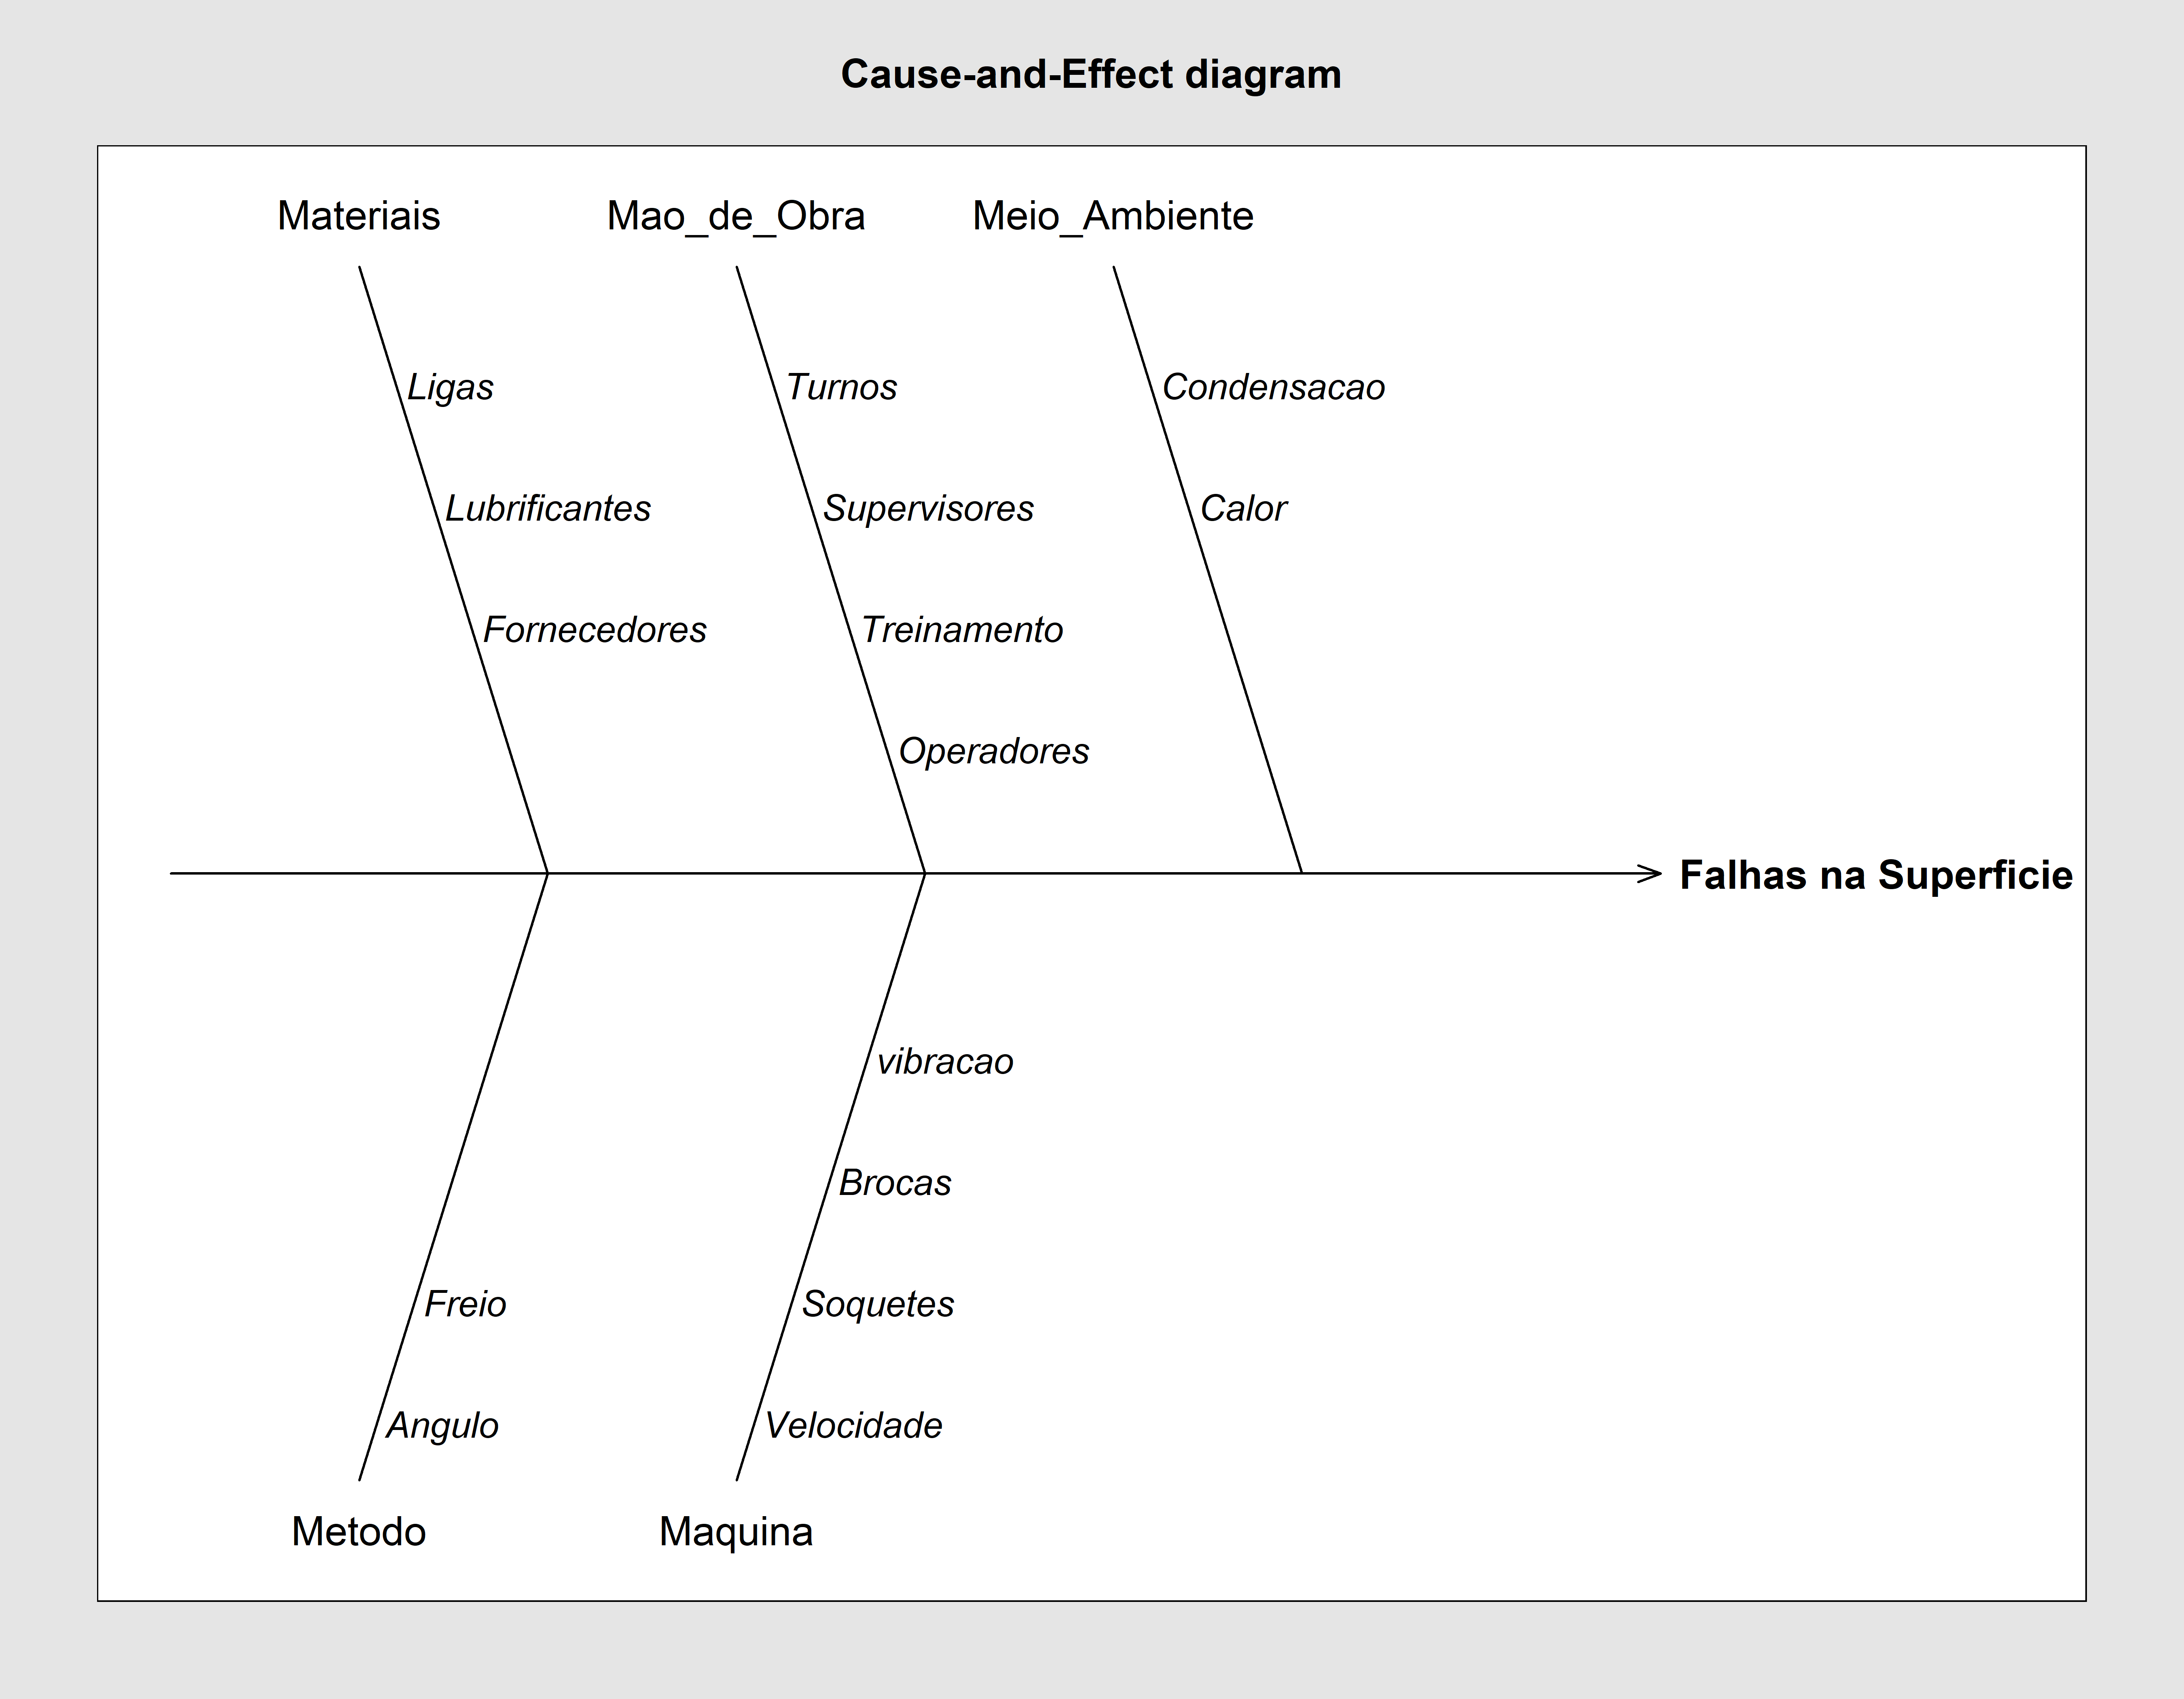 Cause-and-Effect diagram
Materiais
Mao_de_Obra
Meio_Ambiente
Ligas
Turnos
Condensacao
Lubrificantes
Supervisores
Calor
Fornecedores
Treinamento
Operadores
Falhas na Superficie
vibracao
Brocas
Freio
Soquetes
Angulo
Velocidade
Metodo
Maquina